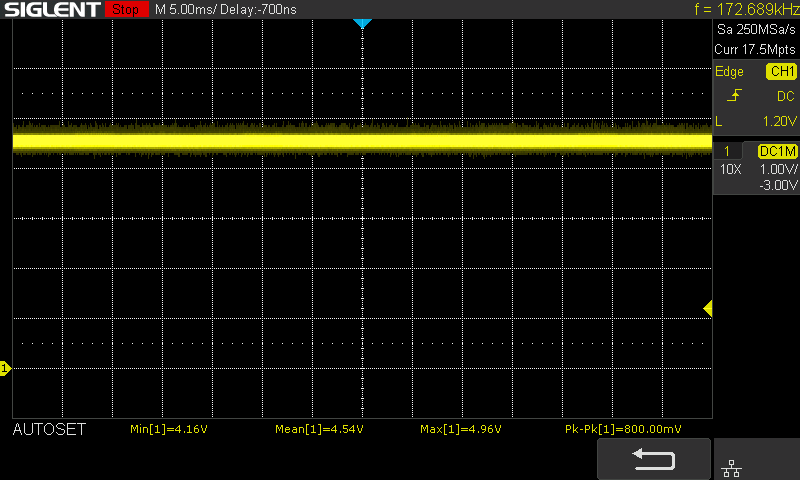 SIGLENT Stop M 5.00ms/ Delay:-700ns f = 172.689kHz
Sa 250MSa/s
Curr 17.5Mpts
Edge CH1
DC
L 1.20V
1 DC1M
10X 1.00V/
-3.00V
1
AUTOSET Min[1]=4.16V Mean[1]=4.54V Max[1]=4.96V Pk-Pk[1]=800.00mV